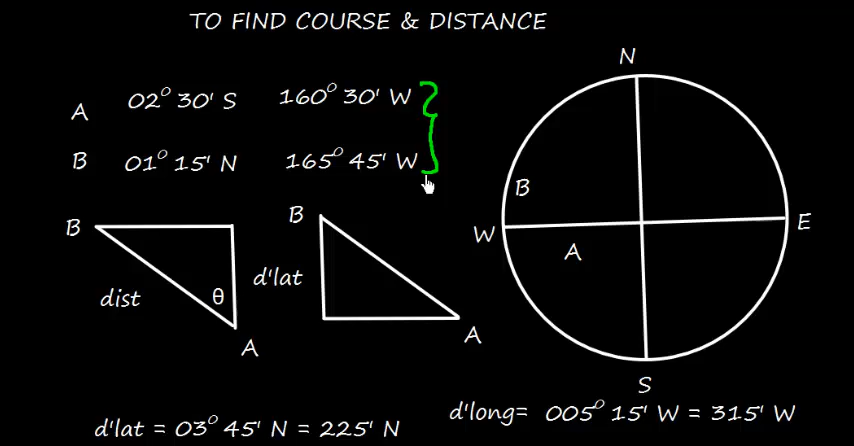 TO FIND COURSE & DISTANCE
N
A 02° 30' S 160° 30' W
B 01° 15' N 165° 45' W
B
B
B
W
E
dist
θ
d'lat
A
A
A
S
d'long= 005° 15' W = 315' W
d'lat = 03° 45' N = 225' N